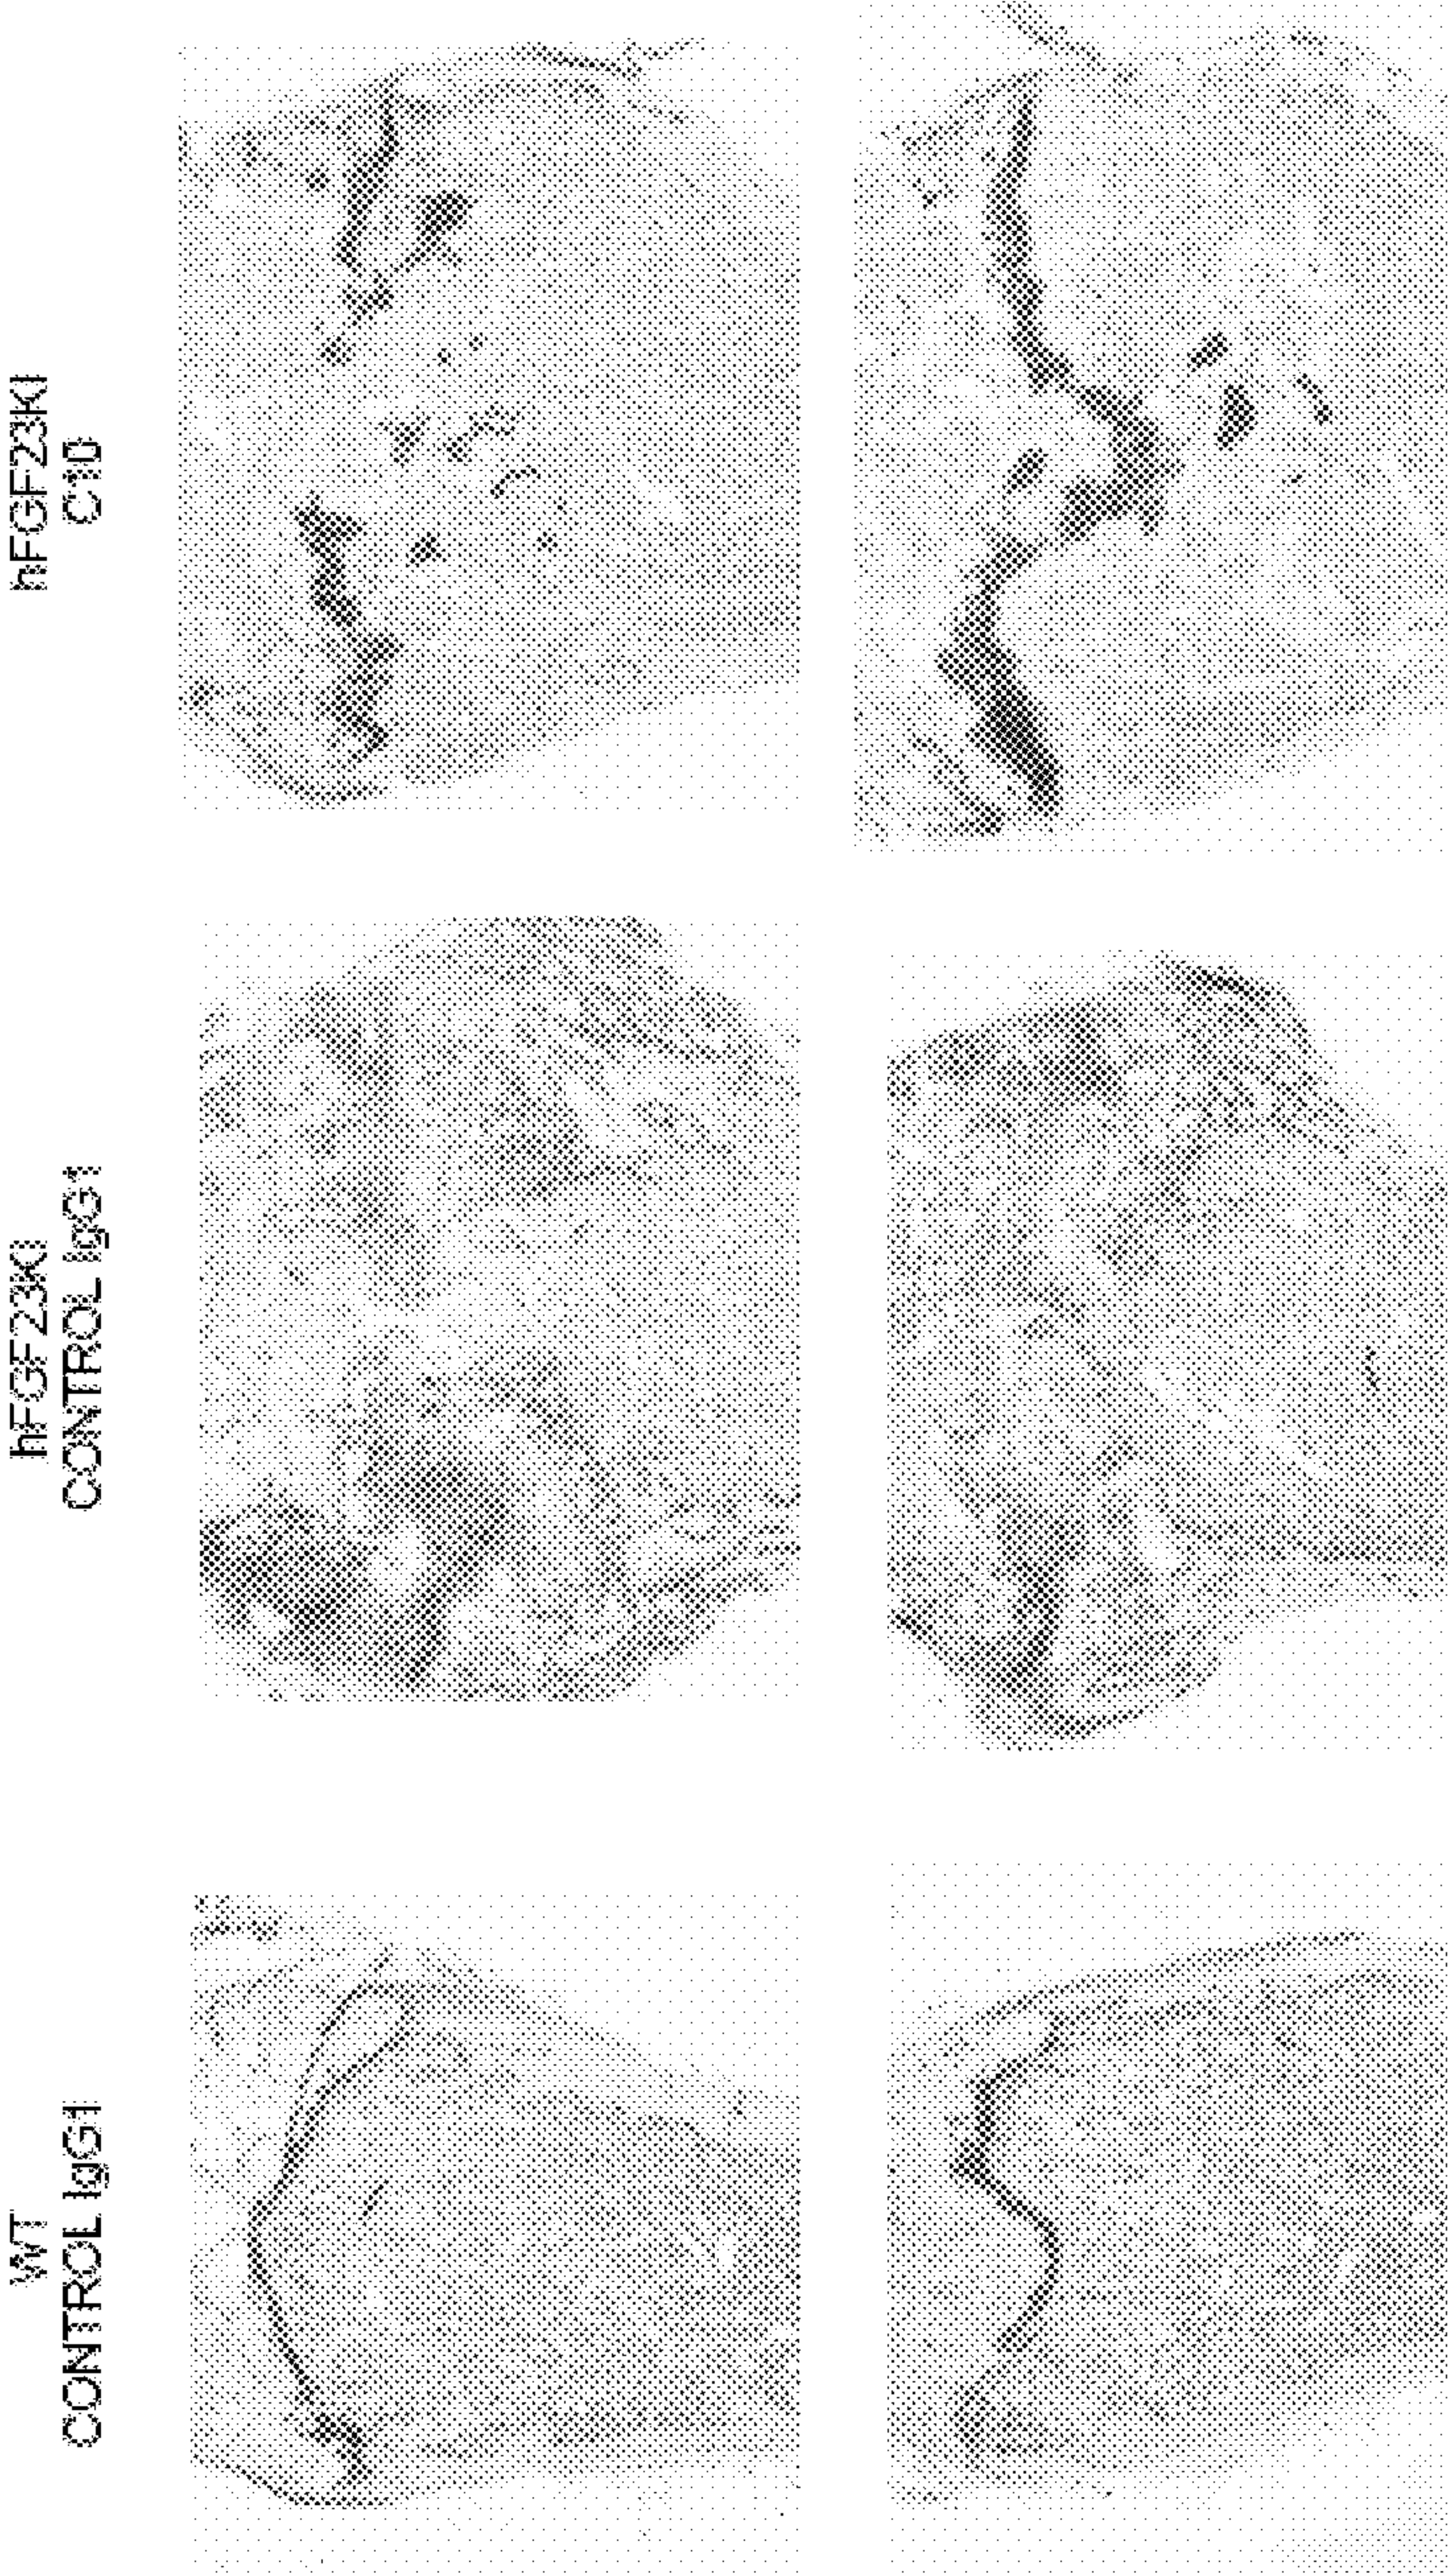 WT
CONTROL IgG1
hFGF23KI
CONTROL IgG1
hFGF23KI
C10